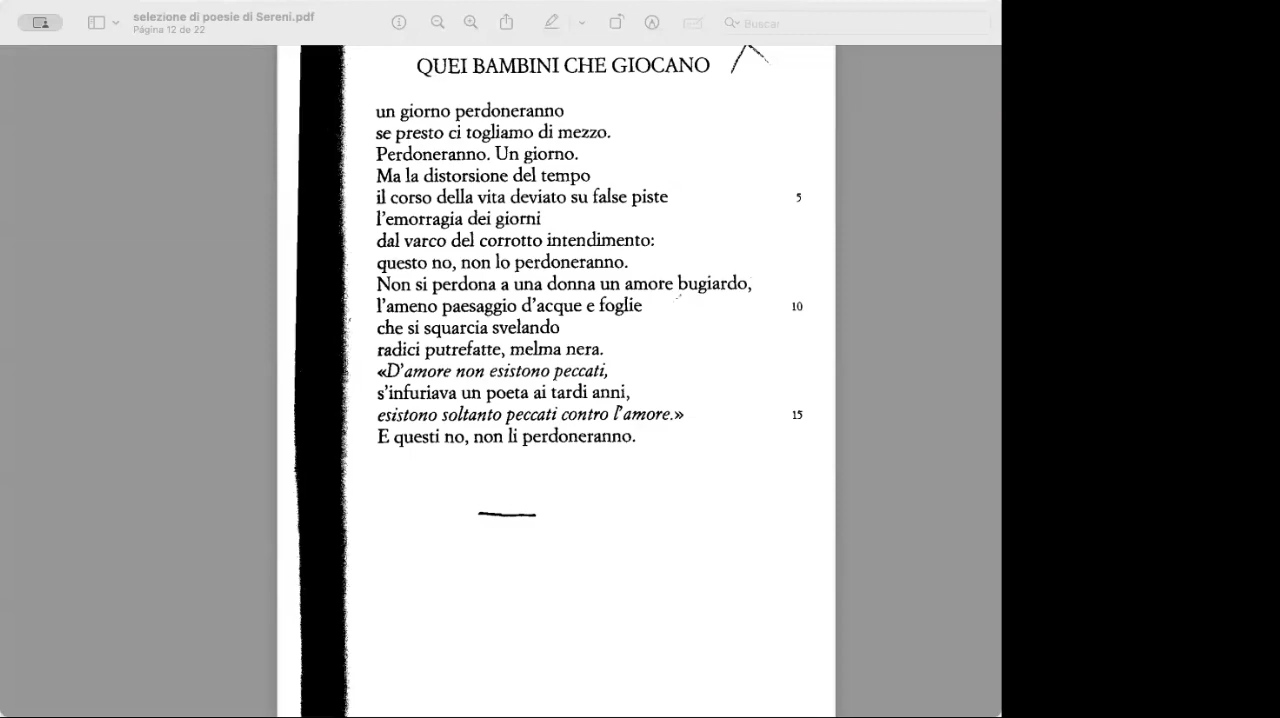 selezione di poesie di Sereni.pdf
Página 12 de 22
Buscar
QUEI BAMBINI CHE GIOCANO
un giorno perdoneranno
se presto ci togliamo di mezzo.
Perdoneranno. Un giorno.
Ma la distorsione del tempo
il corso della vita deviato su false piste 5
l'emorragia dei giorni
dal varco del corrotto intendimento:
questo no, non lo perdoneranno.
Non si perdona a una donna un amore bugiardo,
l'ameno paesaggio d'acque e foglie 10
che si squarcia svelando
radici putrefatte, melma nera.
«D'amore non esistono peccati,
s'infuriava un poeta ai tardi anni,
esistono soltanto peccati contro l'amore.» 15
E questi no, non li perdoneranno.